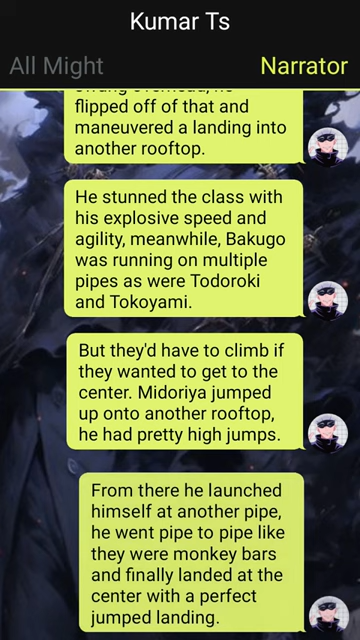 Kumar Ts
All Might
Narrator
flipped off of that and
maneuvered a landing into
another rooftop.
He stunned the class with
his explosive speed and
agility, meanwhile, Bakugo
was running on multiple
pipes as were Todoroki
and Tokoyami.
But they'd have to climb if
they wanted to get to the
center. Midoriya jumped
up onto another rooftop,
he had pretty high jumps.
From there he launched
himself at another pipe,
he went pipe to pipe like
they were monkey bars
and finally landed at the
center with a perfect
jumped landing.